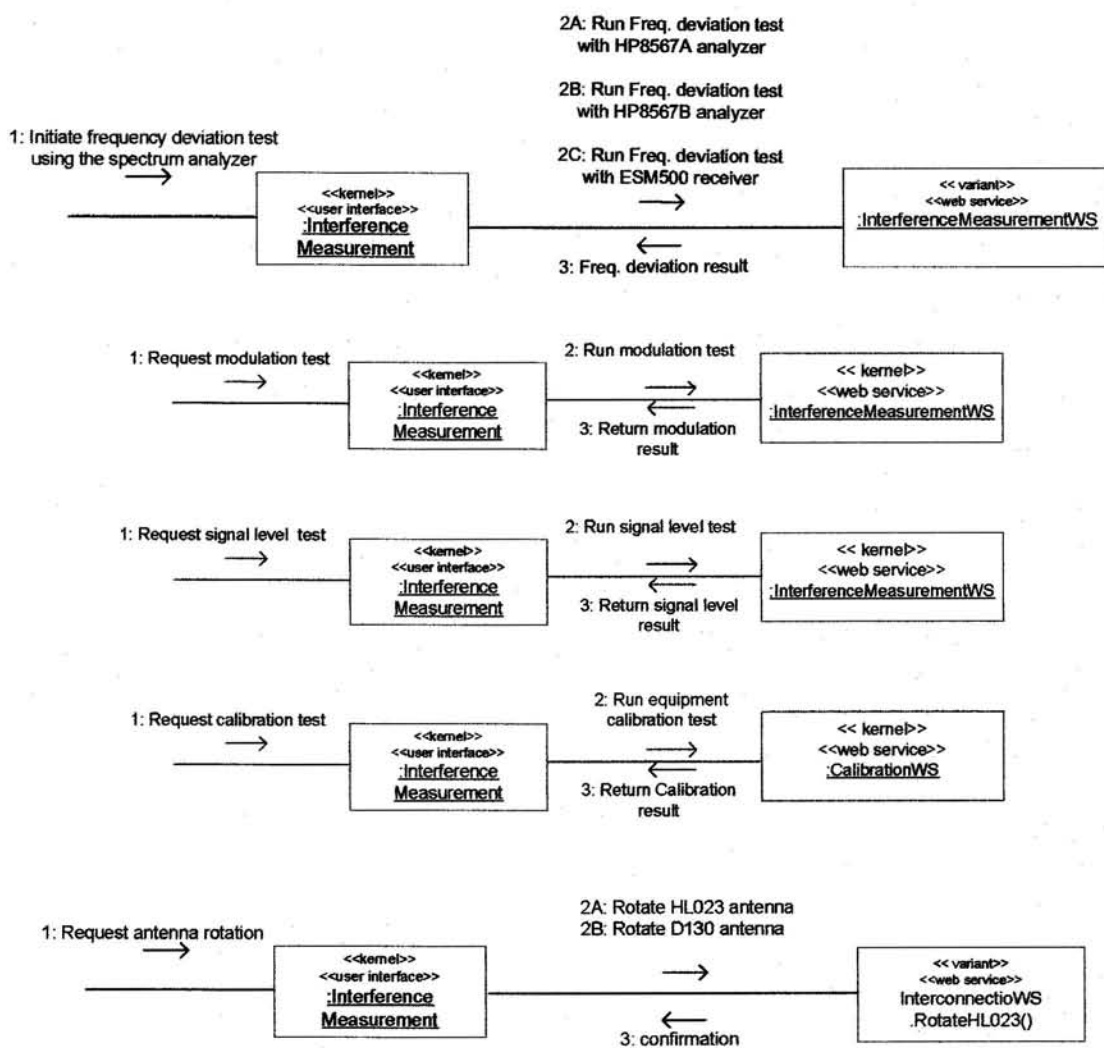 2A: Run Freq. deviation test
with HP8567A analyzer
2B: Run Freq. deviation test
with HP8567B analyzer
1: Initiate frequency deviation test
using the spectrum analyzer
2C: Run Freq. deviation test
with ESM500 receiver
<<kernel>>
<<user interface>>
:Interference
Measurement
<< variant>>
<<web service>>
:InterferenceMeasurementWS
3: Freq. deviation result
1: Request modulation test
2: Run modulation test
<<kernel>>
<<user interface>>
:Interference
Measurement
<< kernel>>
<<web service>>
:InterferenceMeasurementWS
3: Return modulation
result
1: Request signal level test
2: Run signal level test
<<kernel>>
<<user interface>>
:Interference
Measurement
<< kernel>>
<<web service>>
:InterferenceMeasurementWS
3: Return signal level
result
1: Request calibration test
2: Run equipment
calibration test
<<kernel>>
<<user interface>>
:Interference
Measurement
<< kernel>>
<<web service>>
:CalibrationWS
3: Return Calibration
result
1: Request antenna rotation
2A: Rotate HL023 antenna
2B: Rotate D130 antenna
<<kernel>>
<<user interface>>
:Interference
Measurement
<< variant>>
<<web service>>
InterconnectioWS
.RotateHL023()
3: confirmation